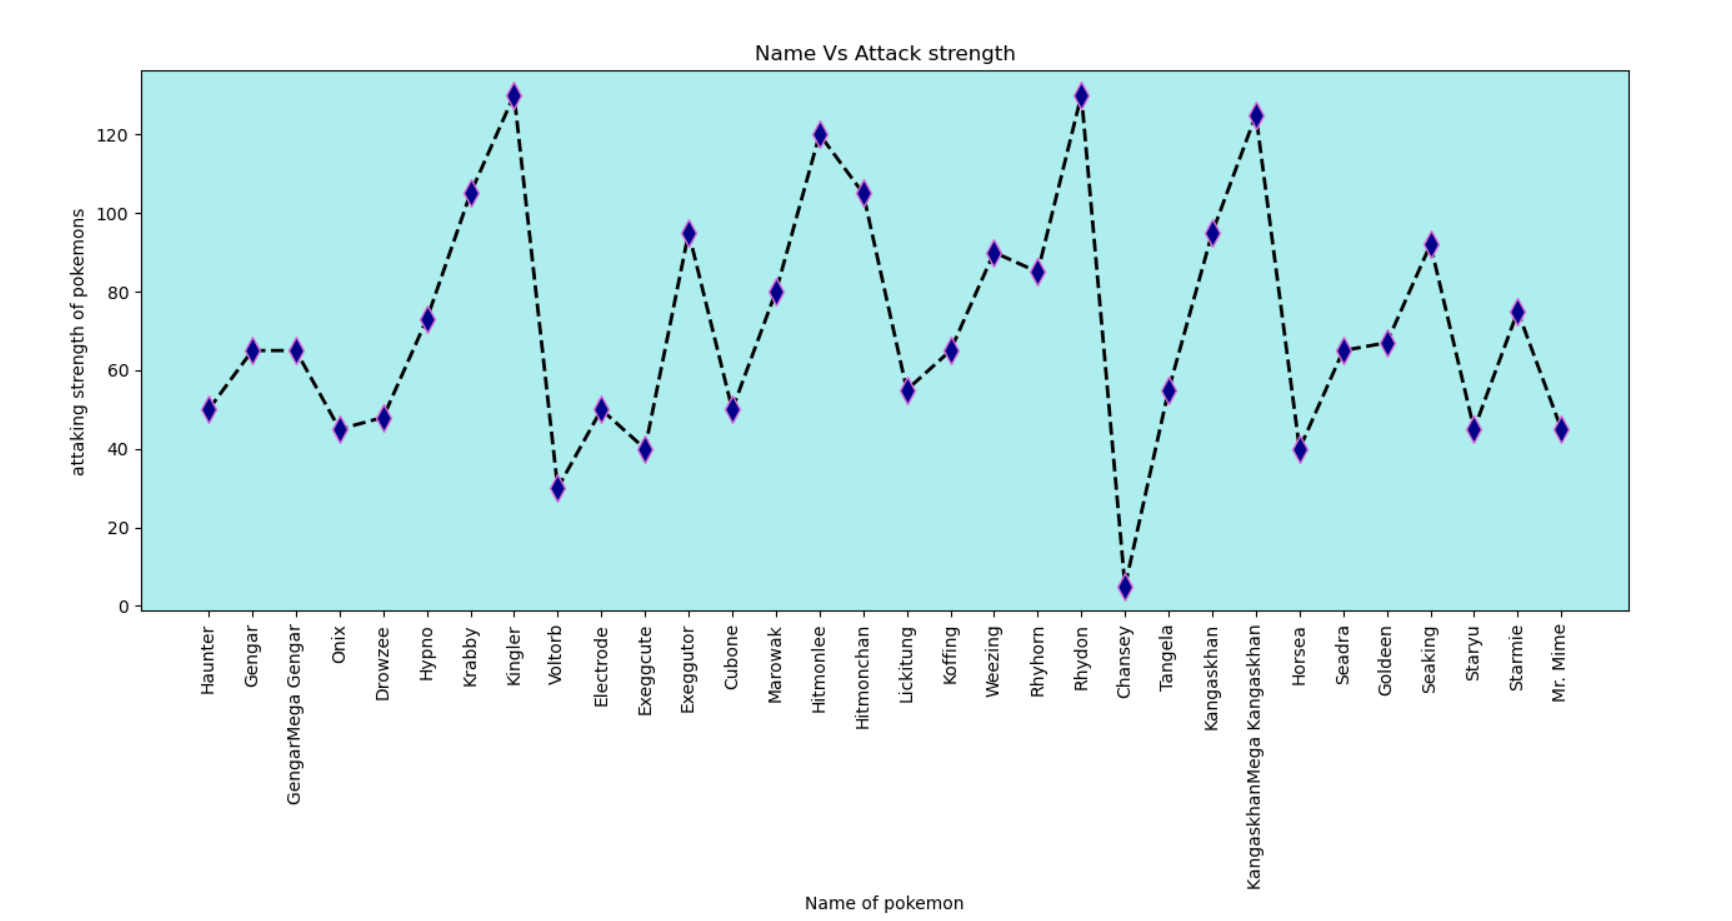 Name Vs Attack strength
attaking strength of pokemons
120
100
80
60
40
20
0
Haunter
Gengar
GengarMega Gengar
Onix
Drowzee
Hypno
Krabby
Kingler
Voltorb
Electrode
Exeggcute
Exeggutor
Cubone
Marowak
Hitmonlee
Hitmonchan
Lickitung
Koffing
Weezing
Rhyhorn
Rhydon
Chansey
Tangela
Kangaskhan
KangaskhanMega Kangaskhan
Horsea
Seadra
Goldeen
Seaking
Staryu
Starmie
Mr. Mime
Name of pokemon